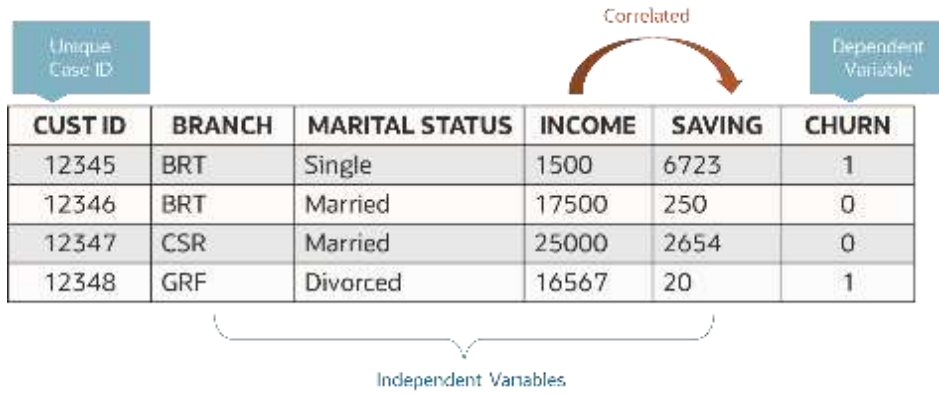 Correlated
Unique
Case ID
Dependent
Variable
CUST ID BRANCH MARITAL STATUS INCOME SAVING CHURN
12345 BRT Single 1500 6723 1
12346 BRT Married 17500 250 0
12347 CSR Married 25000 2654 0
12348 GRF Divorced 16567 20 1
Independent Variables